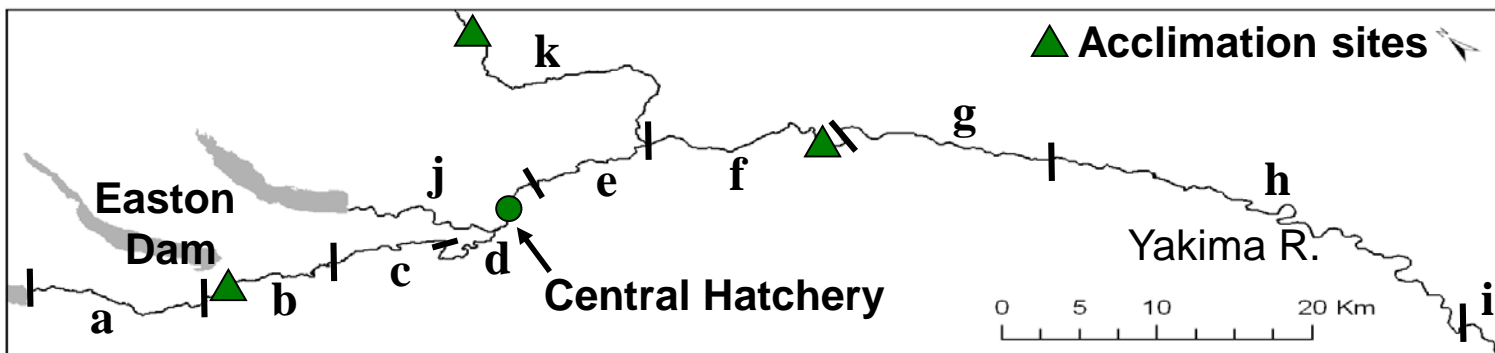 Acclimation sites
k
g
f
e
h
j
Easton
Dam
Yakima R.
d
c
Central Hatchery
b
a
i
0 5 10 20 Km